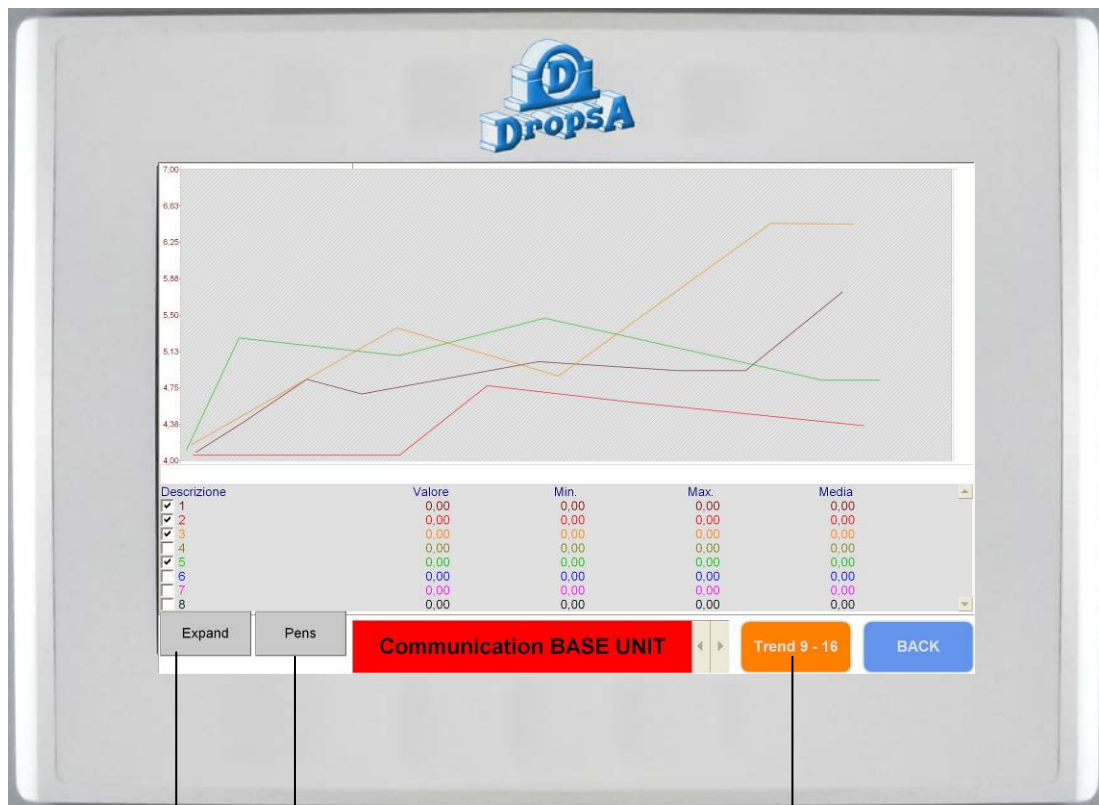 D
DropsA
7,00
6,63
6,25
5,88
5,50
5,13
4,75
4,38
4,00
Descrizione Valore Min. Max. Media
1 0,00 0,00 0,00 0,00
2 0,00 0,00 0,00 0,00
3 0,00 0,00 0,00 0,00
4 0,00 0,00 0,00 0,00
5 0,00 0,00 0,00 0,00
6 0,00 0,00 0,00 0,00
7 0,00 0,00 0,00 0,00
8 0,00 0,00 0,00 0,00
Expand Pens Communication BASE UNIT Trend 9 - 16 BACK